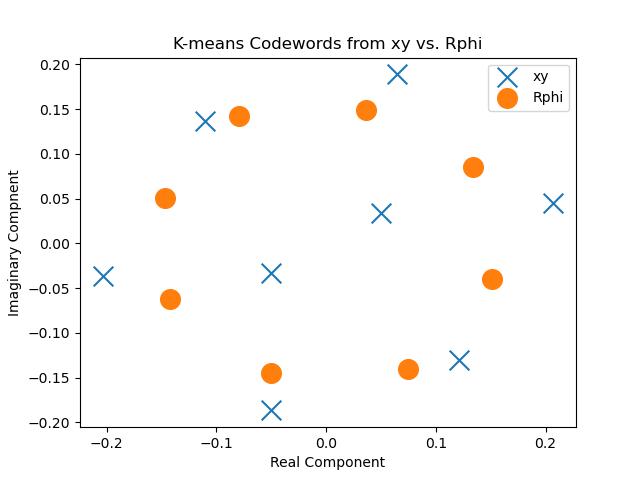 K-means Codewords from xy vs. Rphi
xy
Rphi
0.20
0.15
0.10
0.05
0.00
−0.05
−0.10
−0.15
−0.20
Imaginary Compnent
−0.2
−0.1
0.0
0.1
0.2
Real Component